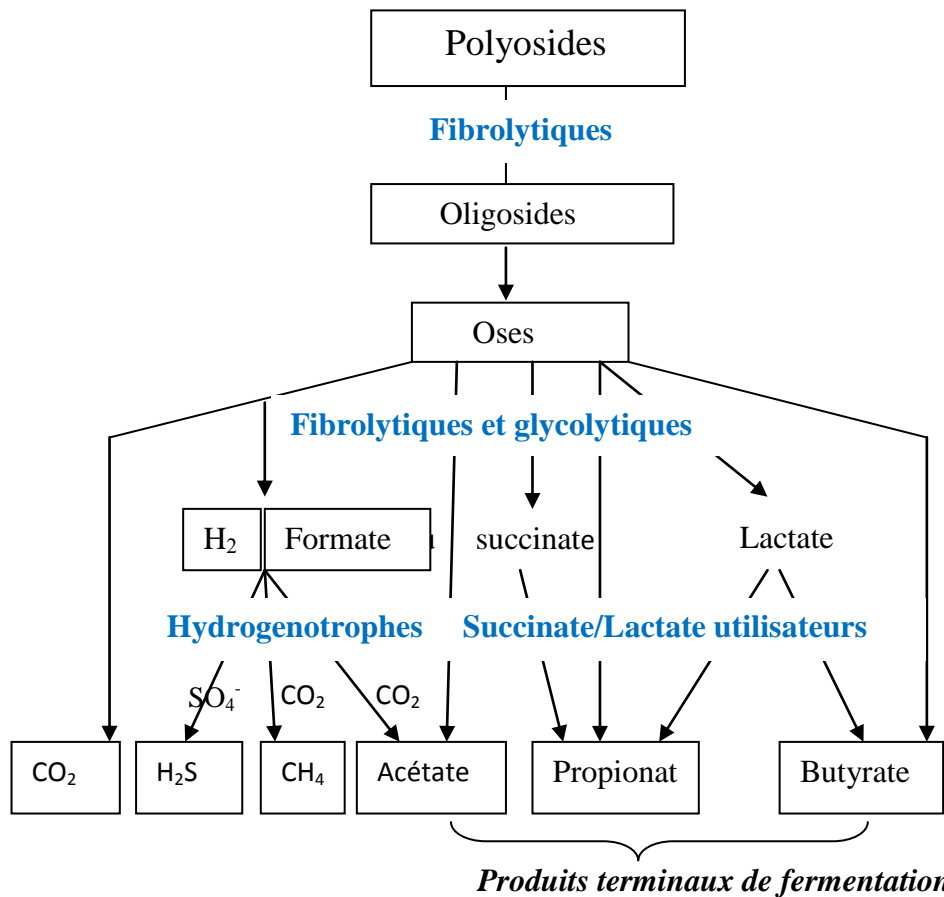 Polyosides
Fibrolytiques
Oligosides
Oses
Fibrolytiques et glycolytiques
H₂ Formate succinate Lactate
Hydrogenotrophes Succinate/Lactate utilisateurs
SO₄⁻ CO₂ CO₂
CO₂ H₂S CH₄ Acétate Propionat Butyrate
Produits terminaux de fermentation